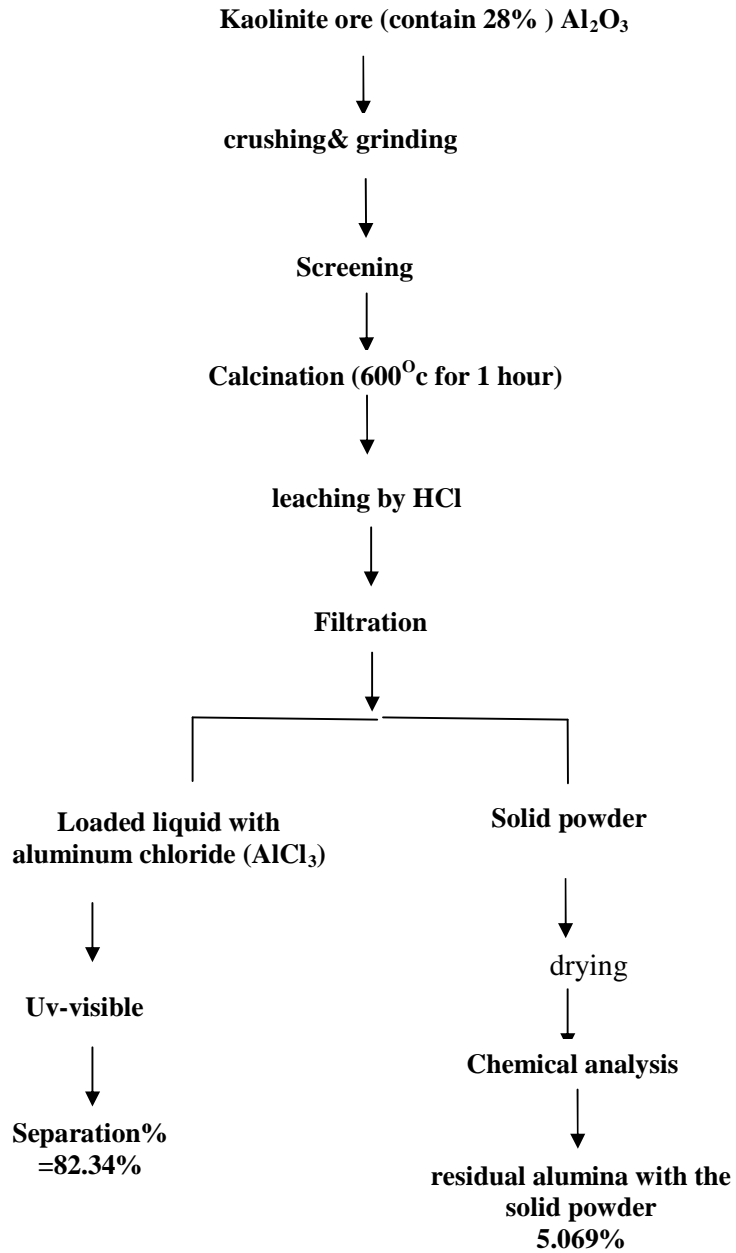 Kaolinite ore (contain 28% ) Al₂O₃
crushing& grinding
Screening
Calcination (600⁰c for 1 hour)
leaching by HCl
Filtration
Loaded liquid with
aluminum chloride (AlCl₃)
Uv-visible
Separation%
=82.34%
Solid powder
drying
Chemical analysis
residual alumina with the
solid powder
5.069%